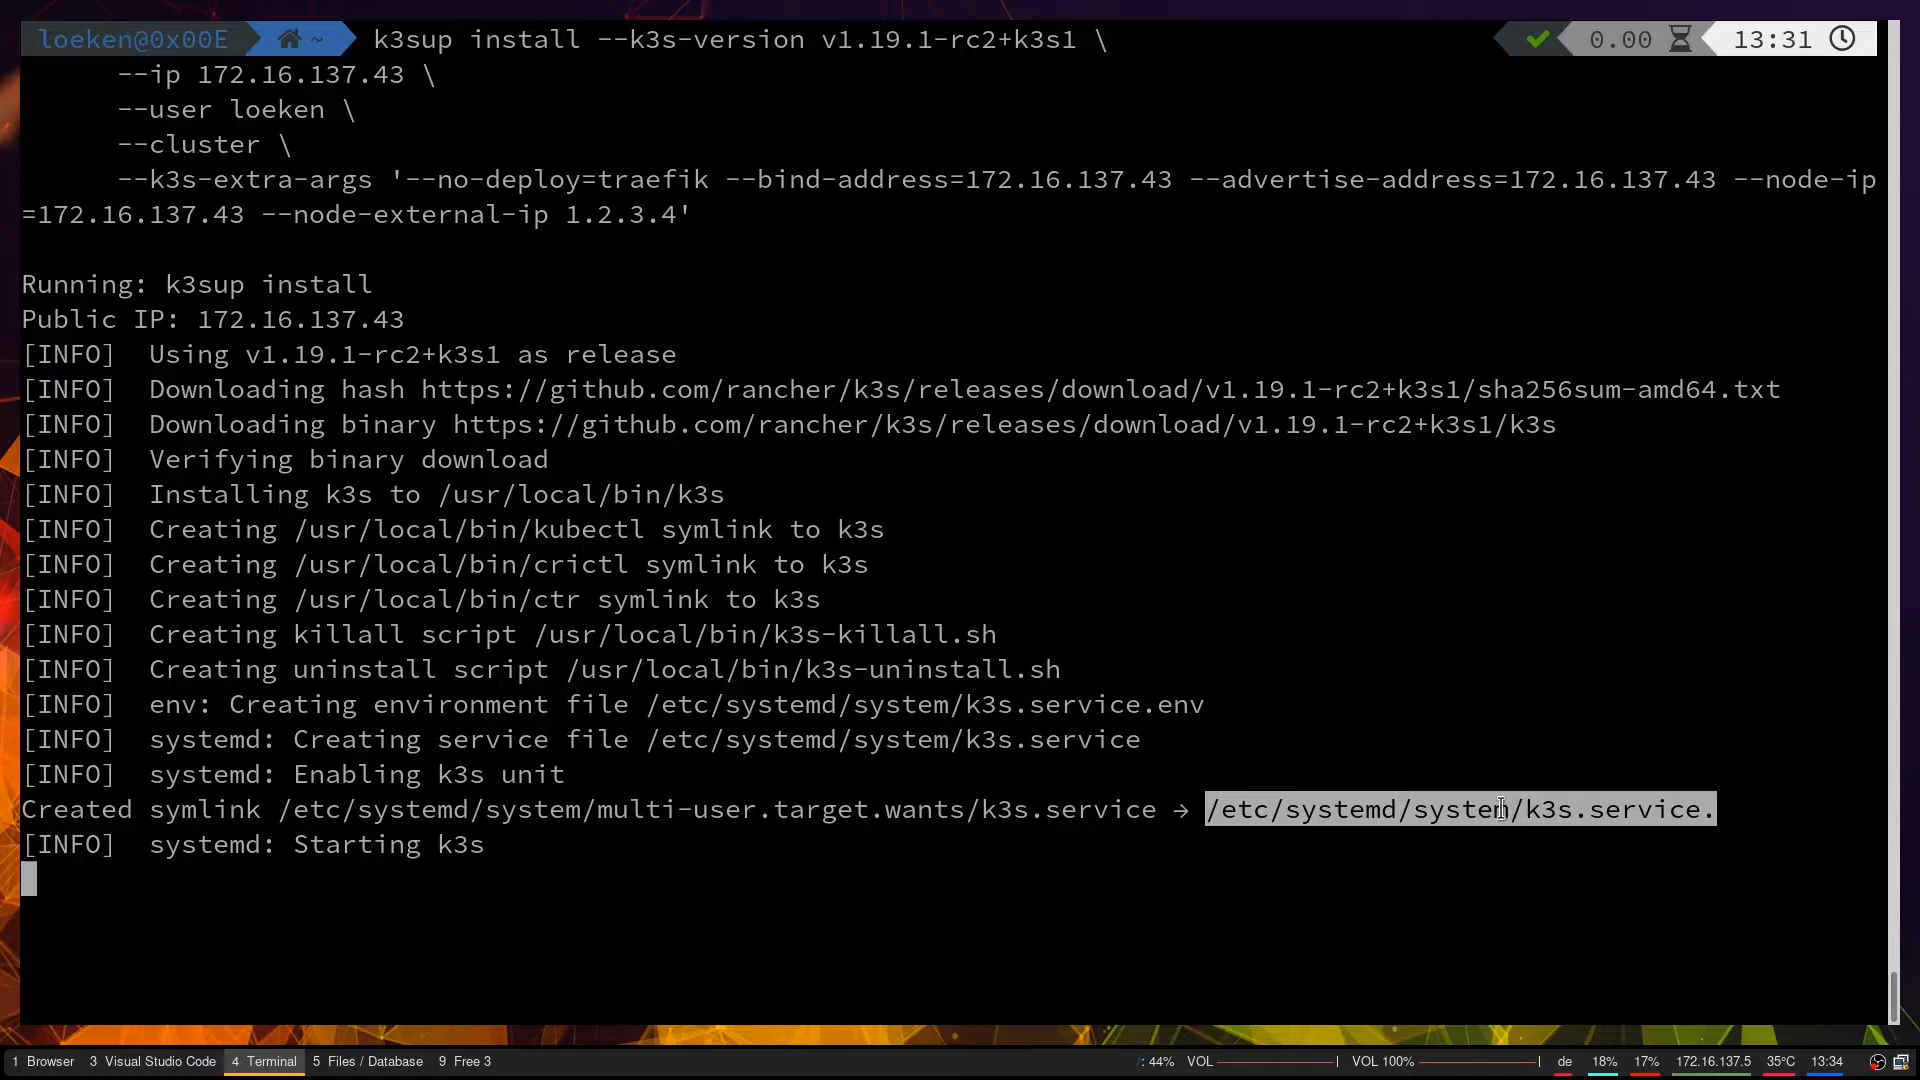 loeken@0x00E ~ k3sup install --k3s-version v1.19.1-rc2+k3s1 \ ✔ 0.00 13:31
--ip 172.16.137.43 \
--user loeken \
--cluster \
--k3s-extra-args '--no-deploy=traefik --bind-address=172.16.137.43 --advertise-address=172.16.137.43 --node-ip
=172.16.137.43 --node-external-ip 1.2.3.4'
Running: k3sup install
Public IP: 172.16.137.43
[INFO]  Using v1.19.1-rc2+k3s1 as release
[INFO]  Downloading hash https://github.com/rancher/k3s/releases/download/v1.19.1-rc2+k3s1/sha256sum-amd64.txt
[INFO]  Downloading binary https://github.com/rancher/k3s/releases/download/v1.19.1-rc2+k3s1/k3s
[INFO]  Verifying binary download
[INFO]  Installing k3s to /usr/local/bin/k3s
[INFO]  Creating /usr/local/bin/kubectl symlink to k3s
[INFO]  Creating /usr/local/bin/crictl symlink to k3s
[INFO]  Creating /usr/local/bin/ctr symlink to k3s
[INFO]  Creating killall script /usr/local/bin/k3s-killall.sh
[INFO]  Creating uninstall script /usr/local/bin/k3s-uninstall.sh
[INFO]  env: Creating environment file /etc/systemd/system/k3s.service.env
[INFO]  systemd: Creating service file /etc/systemd/system/k3s.service
[INFO]  systemd: Enabling k3s unit
Created symlink /etc/systemd/system/multi-user.target.wants/k3s.service → /etc/systemd/system/k3s.service.
[INFO]  systemd: Starting k3s
1 Browser 3 Visual Studio Code 4 Terminal 5 Files / Database 9 Free 3 /: 44% VOL VOL 100% de 18% 17% 172.16.137.5 35°C 13:34